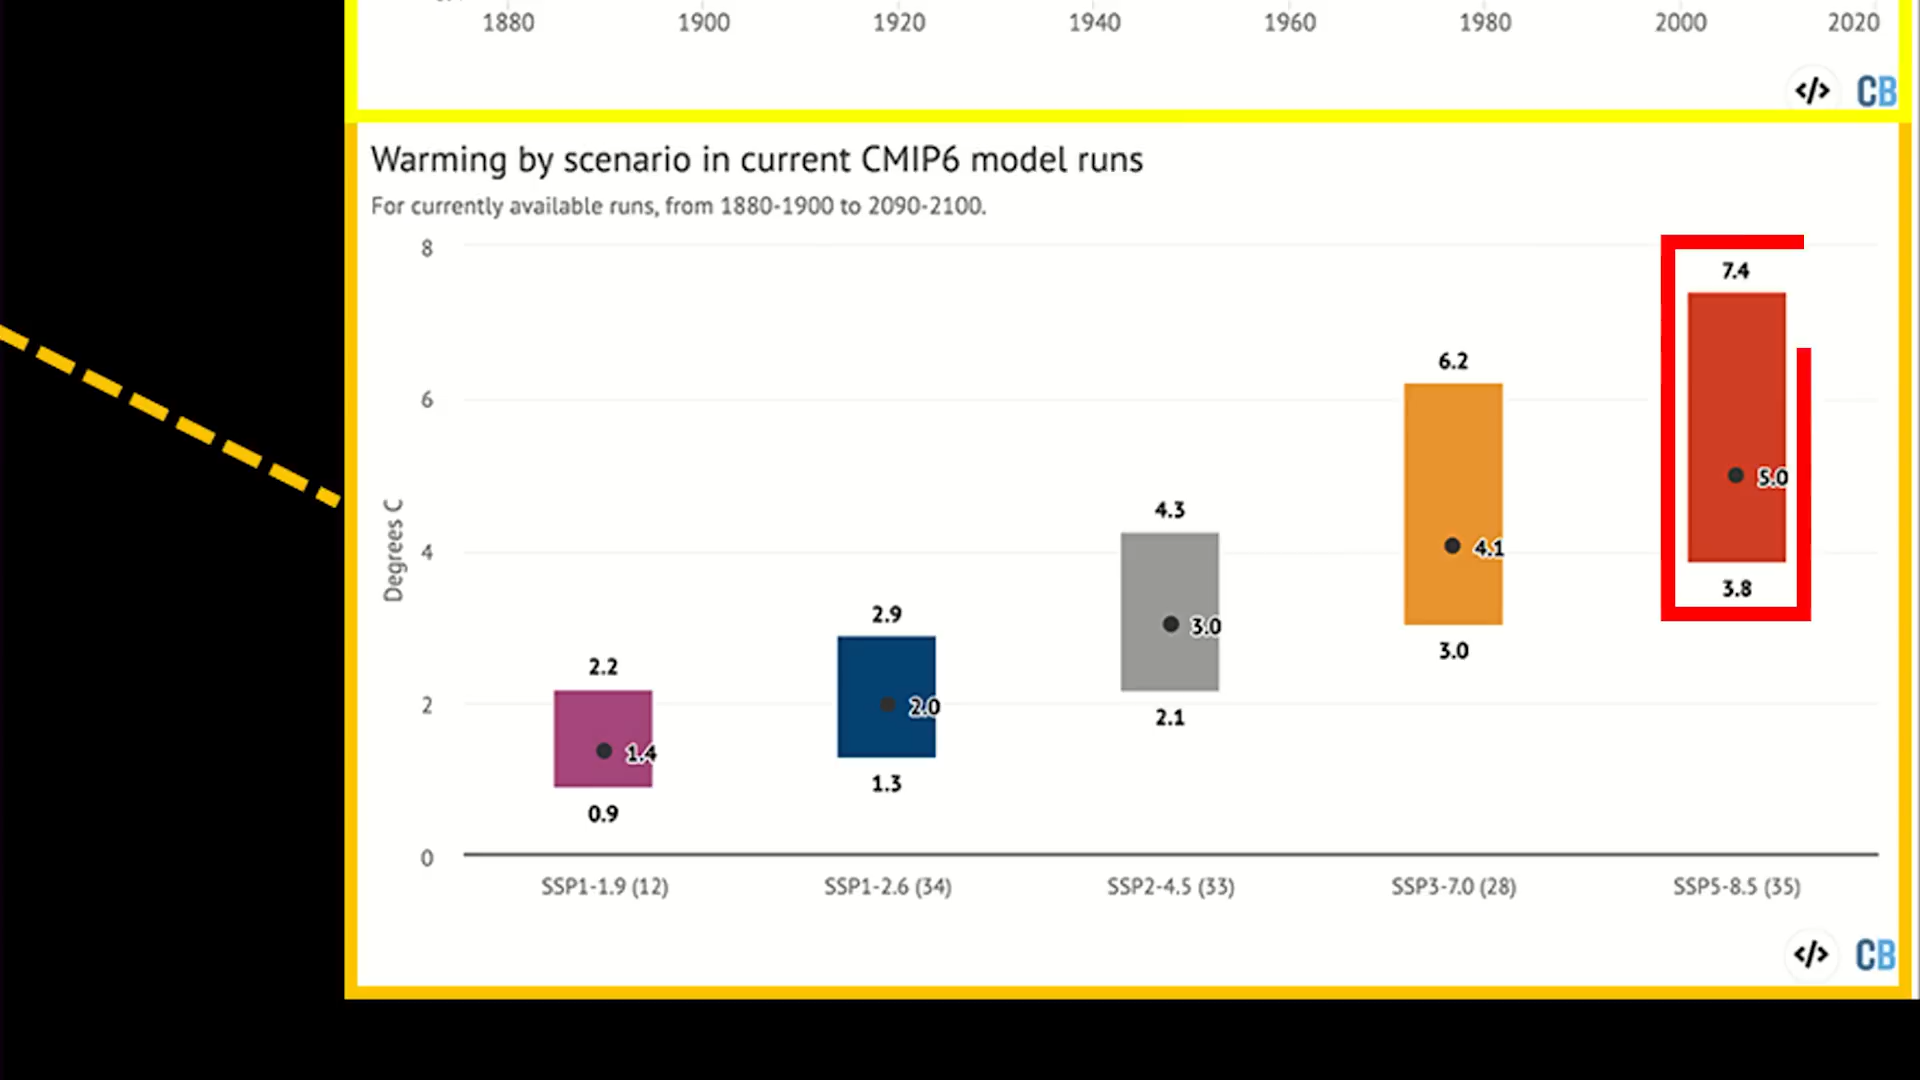 1880 1900 1920 1940 1960 1980 2000 2020
</> CB
Warming by scenario in current CMIP6 model runs
For currently available runs, from 1880-1900 to 2090-2100.
8
7.4
6.2
6
5.0
4.3
Degrees C
4
4.1
3.8
2.9
3.0
3.0
2.2
2
2.0
2.1
1.4
1.3
0.9
0
SSP1-1.9 (12) SSP1-2.6 (34) SSP2-4.5 (33) SSP3-7.0 (28) SSP5-8.5 (35)
</> CB